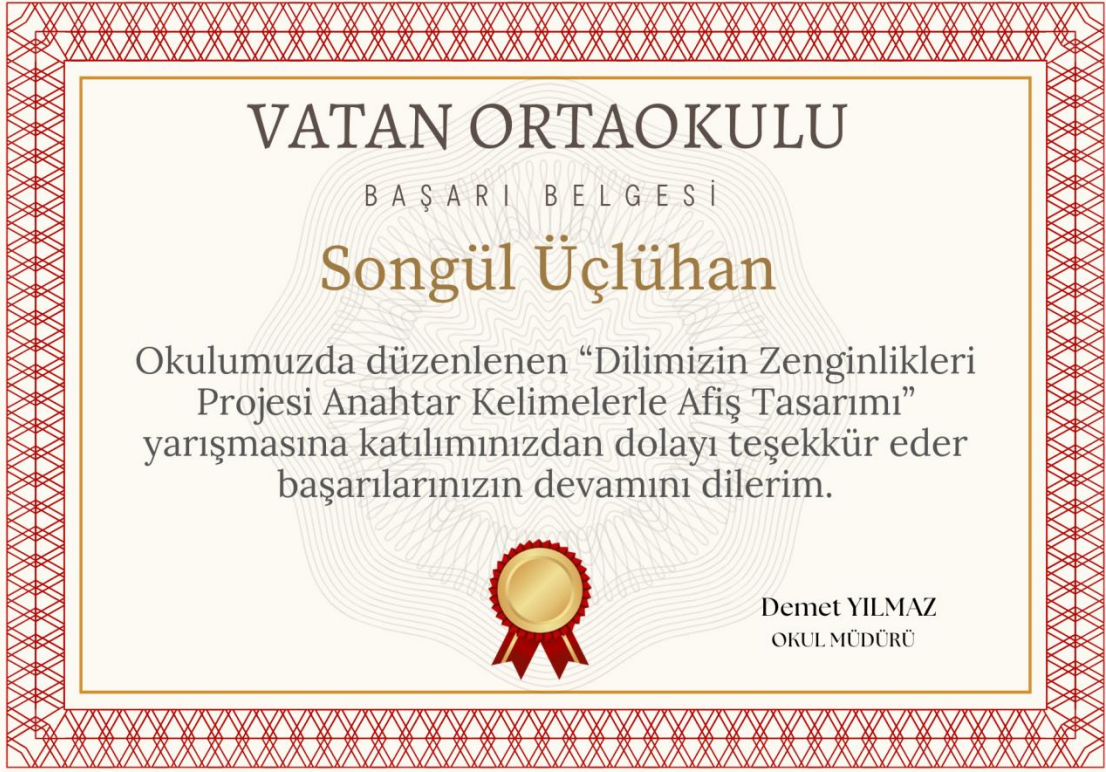 VATAN ORTAOKULU
BAŞARI BELGESİ
Songül Üçlühan
Okulumuzda düzenlenen “Dilimizin Zenginlikleri
Projesi Anahtar Kelimelerle Afiş Tasarımı”
yarışmasına katılımınızdan dolayı teşekkür eder
başarılarınızın devamını dilerim.
Demet YILMAZ
OKUL MÜDÜRÜ